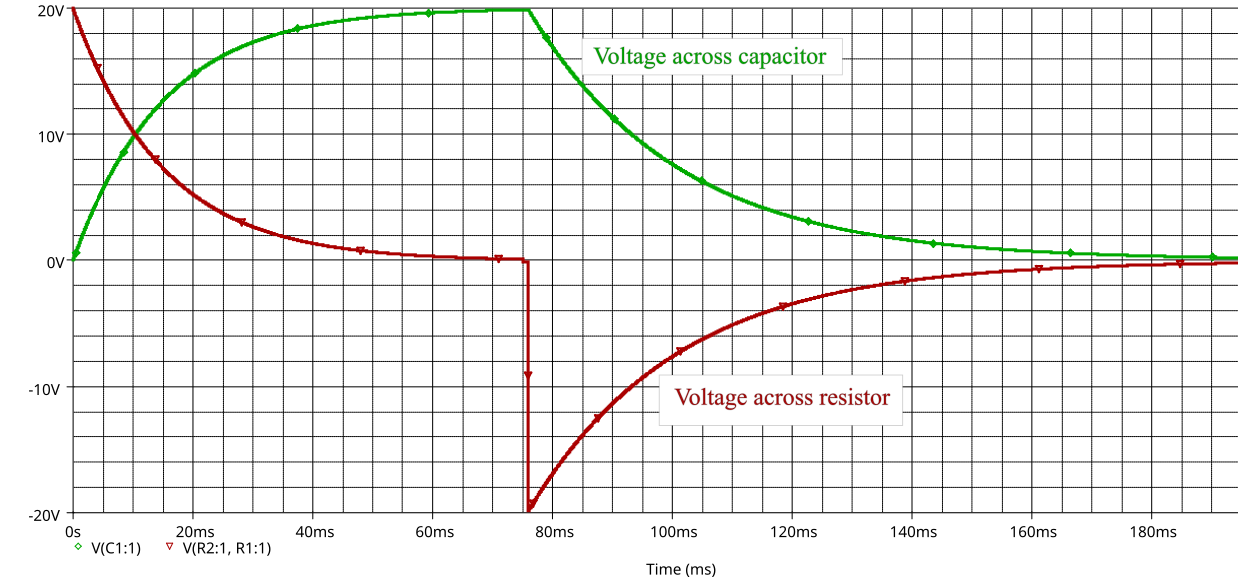 20V
Voltage across capacitor
10V
0V
-10V
Voltage across resistor
-20V
0s 20ms 40ms 60ms 80ms 100ms 120ms 140ms 160ms 180ms
V(C1:1) V(R2:1, R1:1)
Time (ms)